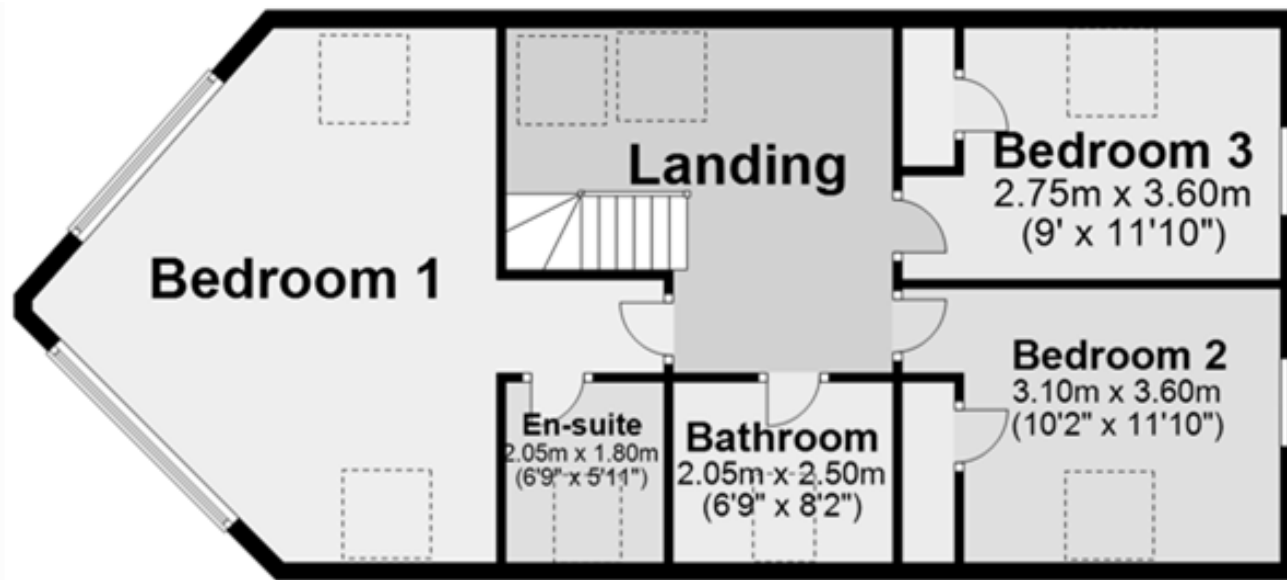 Landing
Bedroom 3
2.75m x 3.60m
(9' x 11'10")
Bedroom 1
Bedroom 2
3.10m x 3.60m
(10'2" x 11'10")
En-suite
2.05m x 1.80m
(6'9" x 5'11")
Bathroom
2.05m x 2.50m
(6'9" x 8'2")